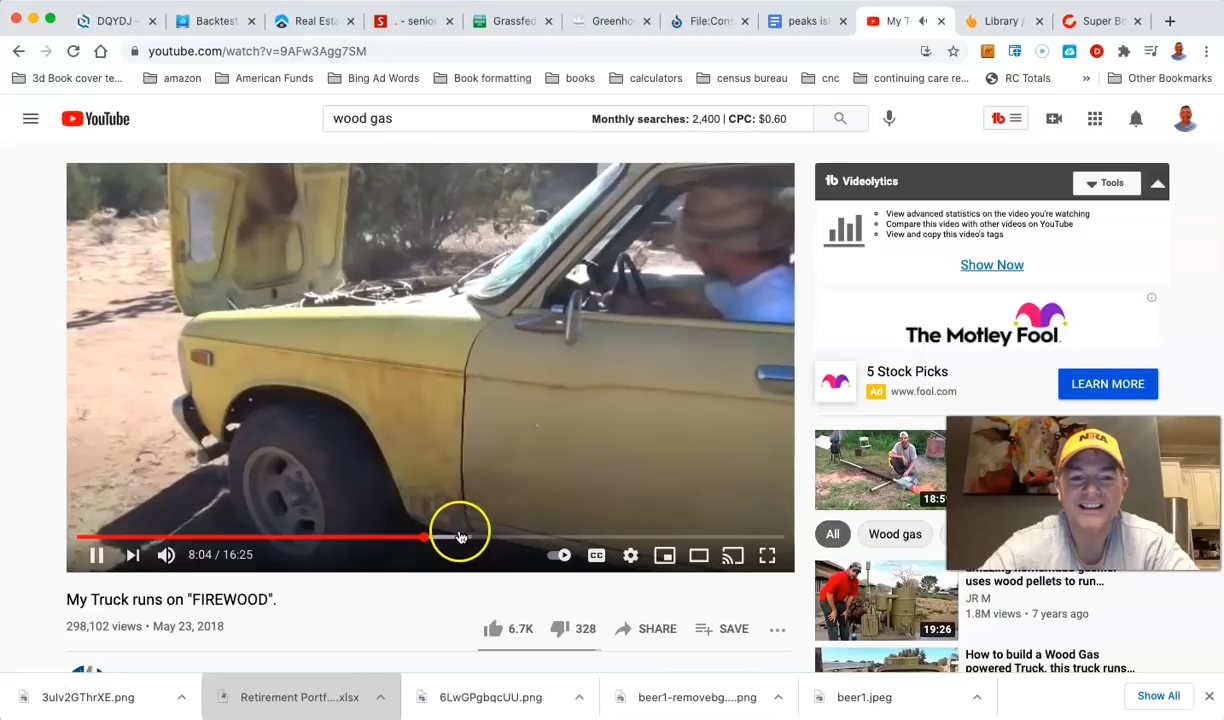 DQYDJ –
Backtest
Real Esta
. - senior
Grassfed
Greenho
File:Cons
peaks isl
My T
Library /
Super Bo
youtube.com/watch?v=9AFw3Agg7SM
3d Book cover te...
amazon
American Funds
Bing Ad Words
Book formatting
books
calculators
census bureau
cnc
continuing care re...
RC Totals
»
Other Bookmarks
YouTube
wood gas
Monthly searches: 2,400 | CPC: $0.60
tb
tb Videolytics
Tools
View advanced statistics on the video you're watching
Compare this video with other videos on YouTube
View and copy this video's tags
Show Now
The Motley Fool.
5 Stock Picks
Ad www.fool.com
LEARN MORE
NRA
18:5
All
Wood gas
8:04 / 16:25
CC
uses wood pellets to run...
JR M
1.8M views • 7 years ago
19:26
My Truck runs on "FIREWOOD".
298,102 views • May 23, 2018
6.7K
328
SHARE
SAVE
...
How to build a Wood Gas
powered Truck, this truck runs...
3uIv2GThrXE.png
Retirement Portf....xlsx
6LwGPgbqcUU.png
beer1-removebg-....png
beer1.jpeg
Show All